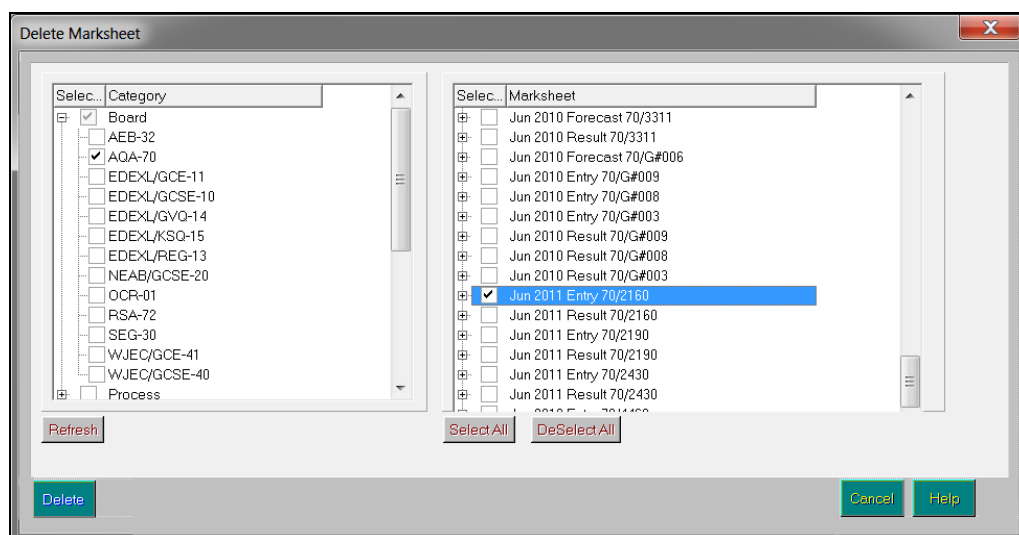 Delete Marksheet
X
Selec... Category
Board
AEB-32
AQA-70
EDEXL/GCE-11
EDEXL/GCSE-10
EDEXL/GVQ-14
EDEXL/KSQ-15
EDEXL/REG-13
NEAB/GCSE-20
OCR-01
RSA-72
SEG-30
WJEC/GCE-41
WJEC/GCSE-40
Process
Refresh
Selec... Marksheet
Jun 2010 Forecast 70/3311
Jun 2010 Result 70/3311
Jun 2010 Forecast 70/G#006
Jun 2010 Entry 70/G#009
Jun 2010 Entry 70/G#008
Jun 2010 Entry 70/G#003
Jun 2010 Result 70/G#009
Jun 2010 Result 70/G#008
Jun 2010 Result 70/G#003
Jun 2011 Entry 70/2160
Jun 2011 Result 70/2160
Jun 2011 Entry 70/2190
Jun 2011 Result 70/2190
Jun 2011 Entry 70/2430
Jun 2011 Result 70/2430
Select All DeSelect All
Delete
Cancel Help